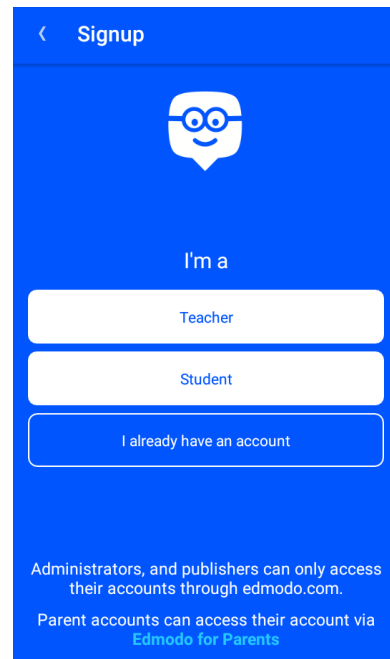 Signup
I'm a
Teacher
Student
I already have an account
Administrators, and publishers can only access
their accounts through edmodo.com.
Parent accounts can access their account via
Edmodo for Parents